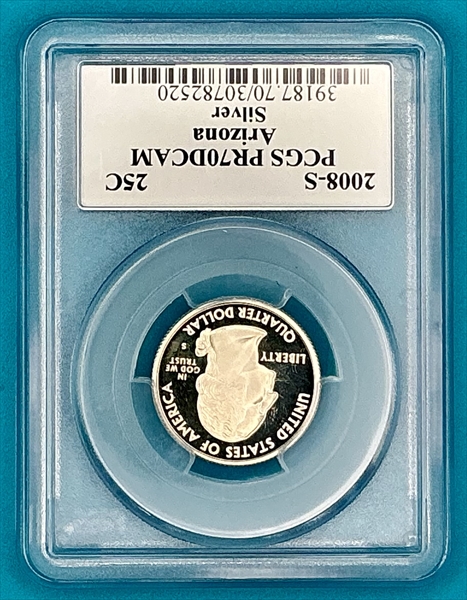 2008-S 25C
PCGS PR70DCAM
Arizona
Silver
39187.70/30782520
UNITED STATES OF AMERICA
LIBERTY
IN
GOD WE
TRUST
S
QUARTER DOLLAR